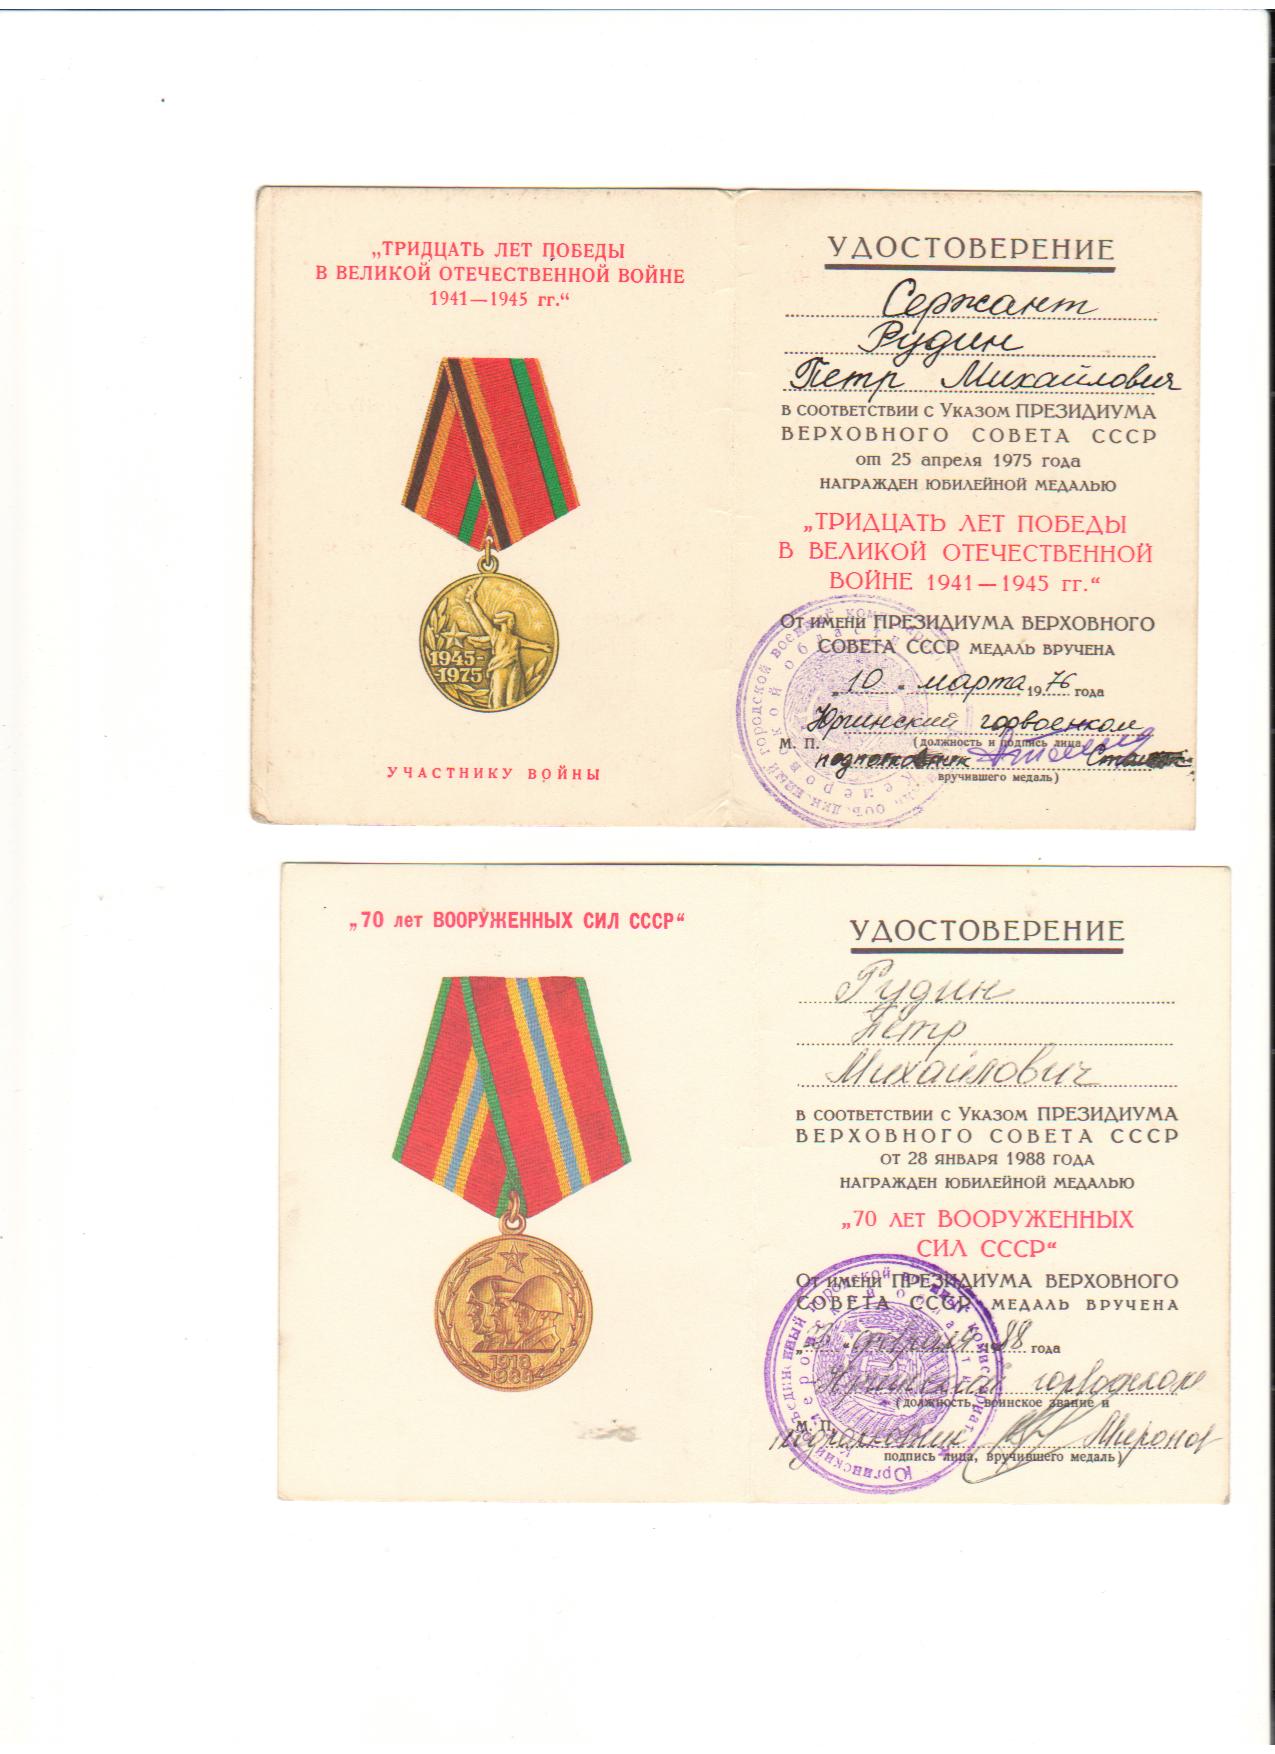 „ТРИДЦАТЬ ЛЕТ ПОБЕДЫ
В ВЕЛИКОЙ ОТЕЧЕСТВЕННОЙ ВОЙНЕ
1941—1945 гг.“
1945-
-1975
УЧАСТНИКУ ВОЙНЫ
УДОСТОВЕРЕНИЕ
Сержант
Рудин
Петр Михайлович
В СООТВЕТСТВИИ С УКАЗОМ ПРЕЗИДИУМА
ВЕРХОВНОГО СОВЕТА СССР
от 25 апреля 1975 года
НАГРАЖДЕН ЮБИЛЕЙНОЙ МЕДАЛЬЮ
„ТРИДЦАТЬ ЛЕТ ПОБЕДЫ
В ВЕЛИКОЙ ОТЕЧЕСТВЕННОЙ
ВОЙНЕ 1941—1945 гг.“
ОТ ИМЕНИ ПРЕЗИДИУМА ВЕРХОВНОГО
СОВЕТА СССР МЕДАЛЬ ВРУЧЕНА
„10“ марта 1976 года
Юргинский горвоенком
М. П. (должность и подпись лица,
подполковник
вручившего медаль)
„70 лет ВООРУЖЕННЫХ СИЛ СССР“
1918
1988
УДОСТОВЕРЕНИЕ
Рудин
Пётр
Михайлович
В СООТВЕТСТВИИ С УКАЗОМ ПРЕЗИДИУМА
ВЕРХОВНОГО СОВЕТА СССР
ОТ 28 ЯНВАРЯ 1988 ГОДА
НАГРАЖДЕН ЮБИЛЕЙНОЙ МЕДАЛЬЮ
„70 ЛЕТ ВООРУЖЕННЫХ
СИЛ СССР“
ОТ ИМЕНИ ПРЕЗИДИУМА ВЕРХОВНОГО
СОВЕТА СССР МЕДАЛЬ ВРУЧЕНА
1988 года
Юргинский горвоенком
(должность, воинское звание и
М. П.
подполковник Миронов
подпись лица, вручившего медаль)